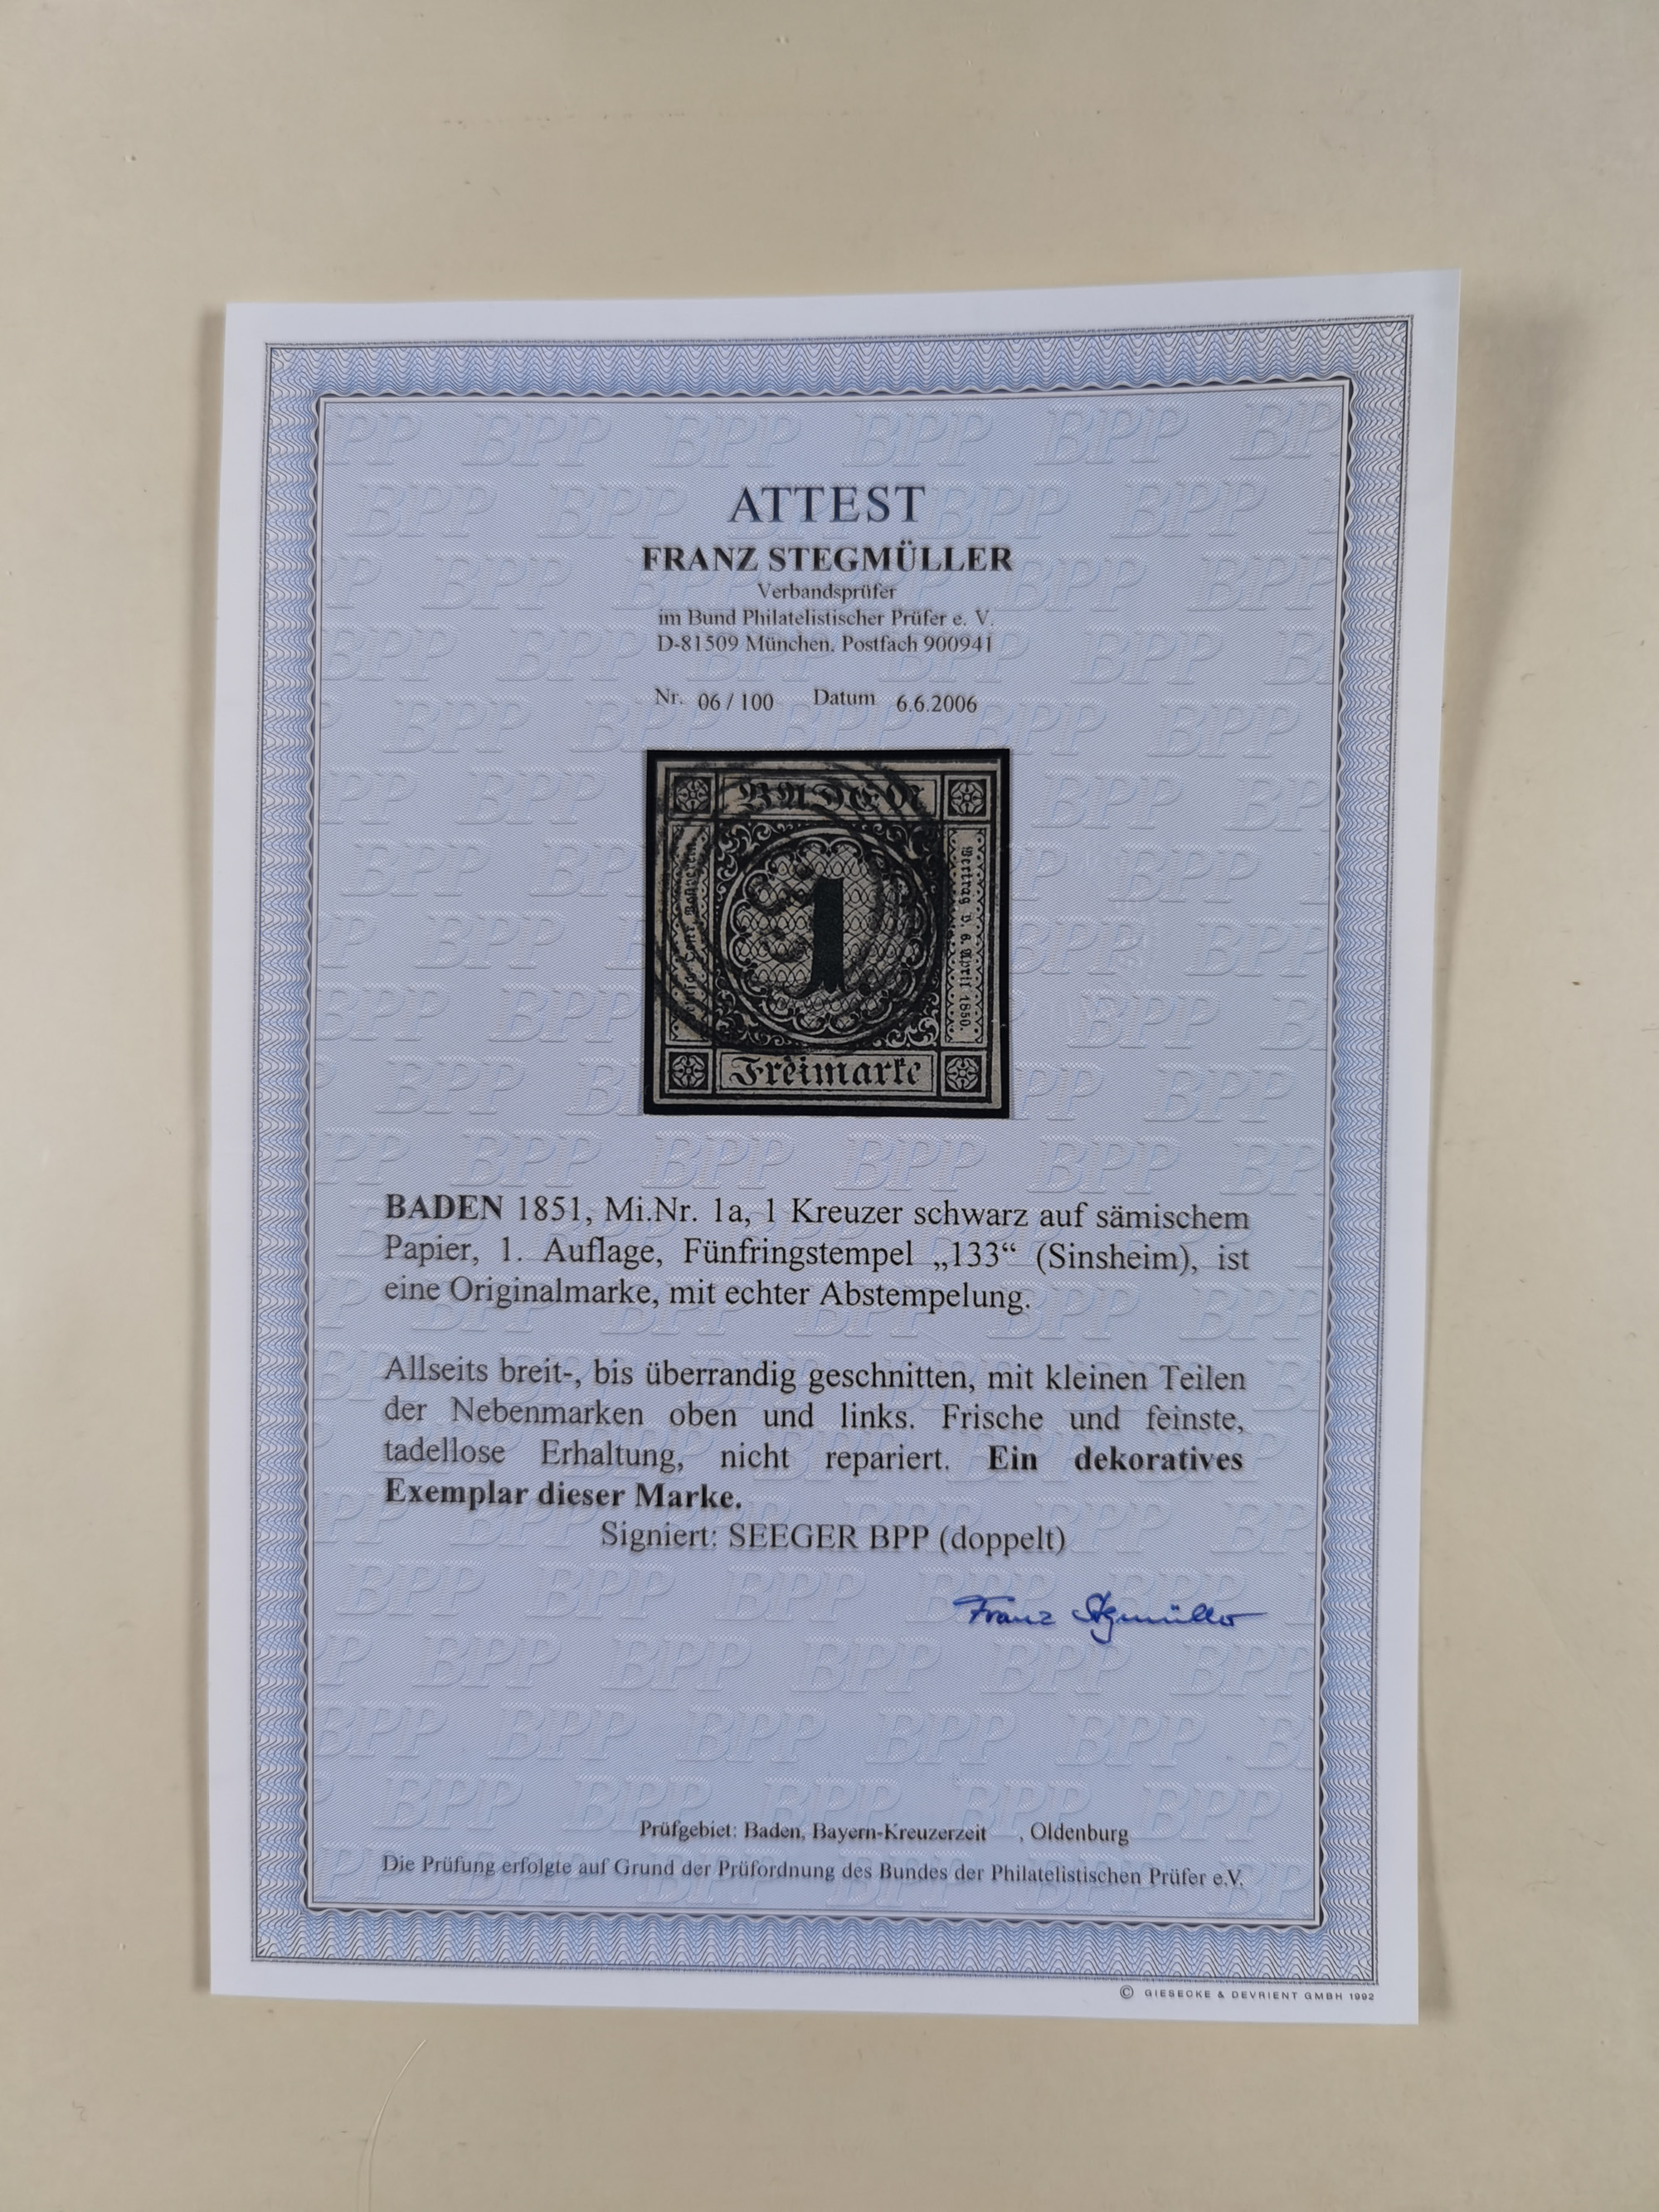 ATTEST
FRANZ STEGMÜLLER
Verbandsprüfer
im Bund Philatelistischer Prüfer e. V.
D-81509 München, Postfach 900941
Nr. 06 / 100 Datum 6.6.2006
BADEN
Vertrag v. 6. April 1850.
1
Freimarke
BADEN 1851, Mi.Nr. 1a, 1 Kreuzer schwarz auf sämischem
Papier, 1. Auflage, Fünfringstempel „133“ (Sinsheim), ist
eine Originalmarke, mit echter Abstempelung.
Allseits breit-, bis überrandig geschnitten, mit kleinen Teilen
der Nebenmarken oben und links. Frische und feinste,
tadellose Erhaltung, nicht repariert. Ein dekoratives
Exemplar dieser Marke.
Signiert: SEEGER BPP (doppelt)
Franz Stegmüller
Prüfgebiet: Baden, Bayern-Kreuzerzeit , Oldenburg
Die Prüfung erfolgte auf Grund der Prüfordnung des Bundes der Philatelistischen Prüfer e.V.
© GIESECKE & DEVRIENT GMBH 1992